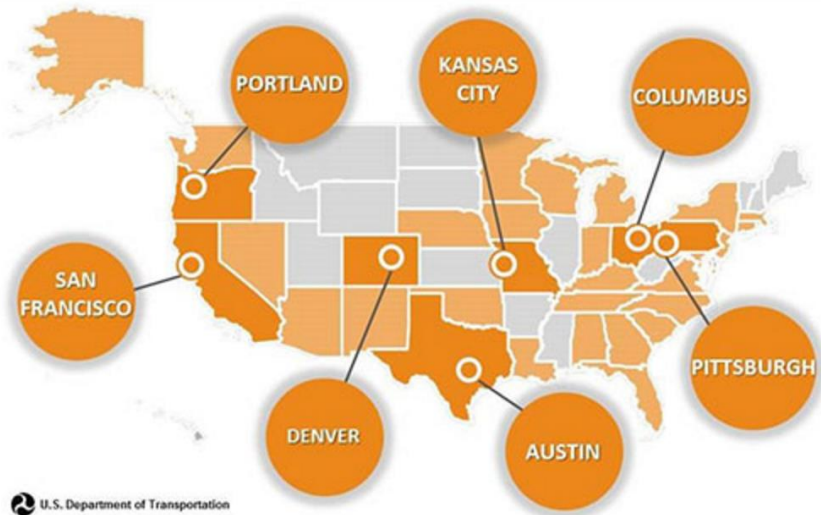 PORTLAND
KANSAS
CITY
COLUMBUS
SAN
FRANCISCO
DENVER
AUSTIN
PITTSBURGH
U.S. Department of Transportation